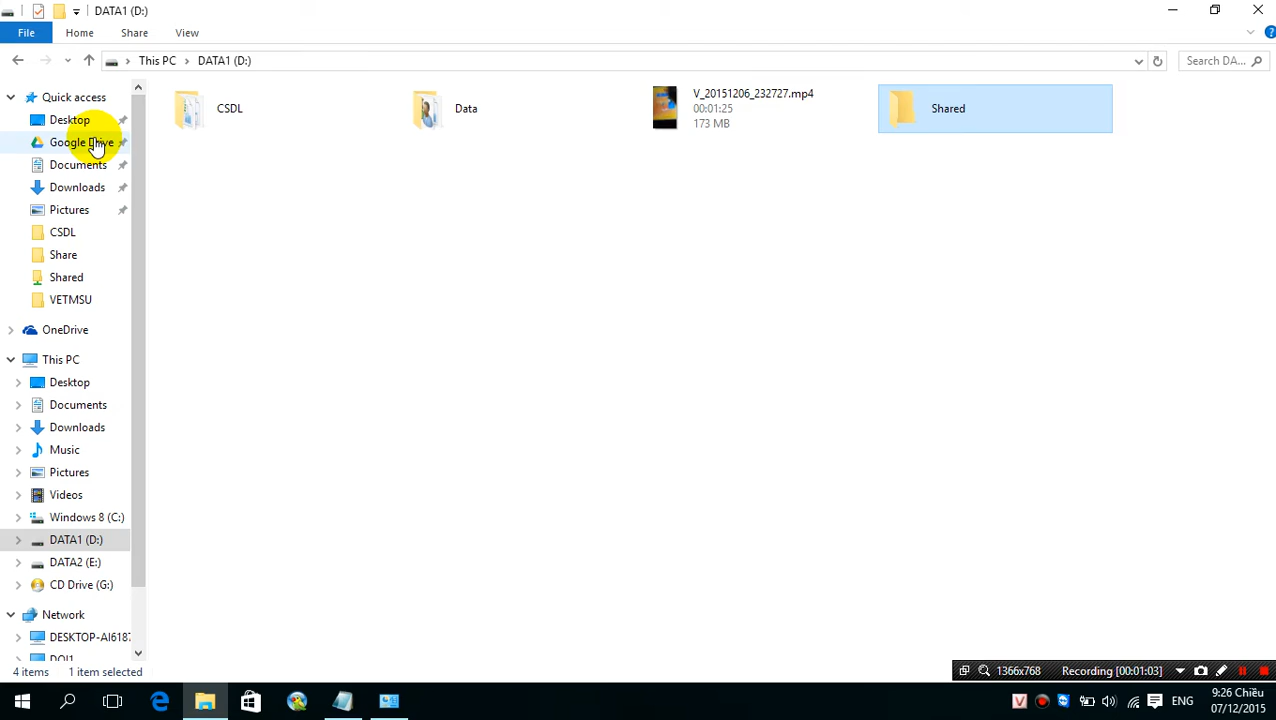 DATA1 (D:)
File Home Share View
This PC DATA1 (D:)
Search DA...
Quick access
Desktop
Google Drive
Documents
Downloads
Pictures
CSDL
Share
Shared
VETMSU
OneDrive
This PC
Desktop
Documents
Downloads
Music
Pictures
Videos
Windows 8 (C:)
DATA1 (D:)
DATA2 (E:)
CD Drive (G:)
Network
DESKTOP-AI6187
CSDL
Data
V_20151206_232727.mp4
00:01:25
173 MB
Shared
4 items 1 item selected
1366x768 Recording [00:01:03]
ENG
9:26 Chiều
07/12/2015